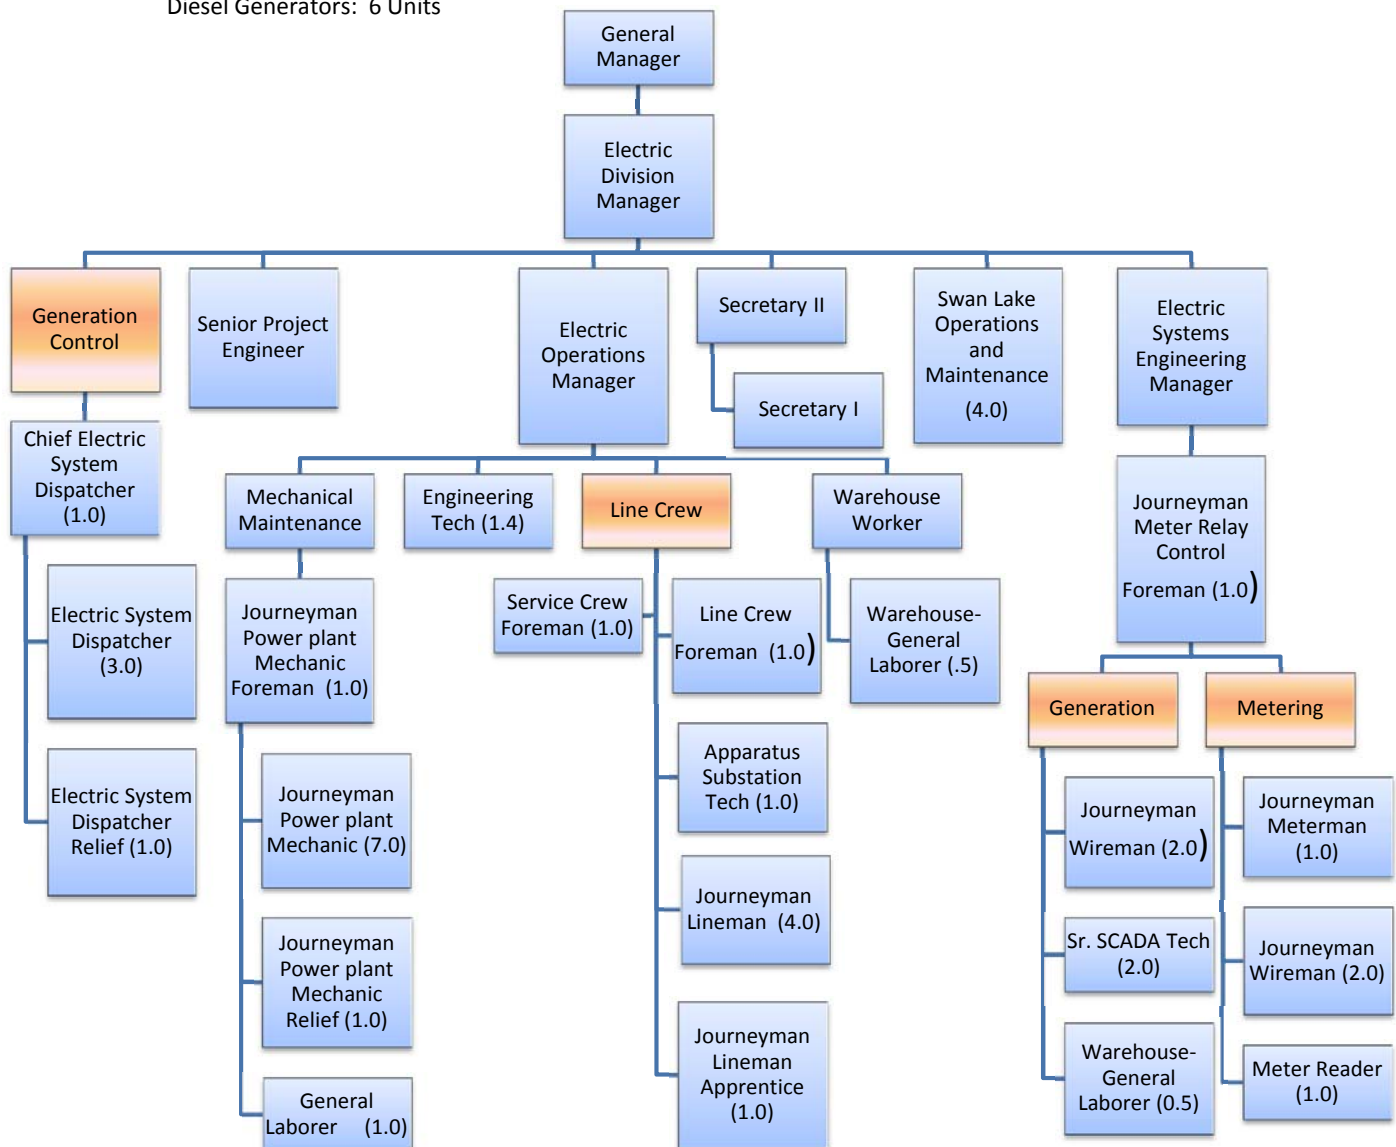 Diesel Generators:  6 Units
General
Manager
Electric
Division
Manager
Generation
Control
Senior Project
Engineer
Electric
Operations
Manager
Secretary II
Secretary I
Swan Lake
Operations
and
Maintenance
(4.0)
Electric
Systems
Engineering
Manager
Chief Electric
System
Dispatcher
(1.0)
Electric System
Dispatcher
(3.0)
Electric System
Dispatcher
Relief (1.0)
Mechanical
Maintenance
Engineering
Tech (1.4)
Line Crew
Warehouse
Worker
Journeyman
Power plant
Mechanic
Foreman  (1.0)
Journeyman
Power plant
Mechanic (7.0)
Journeyman
Power plant
Mechanic
Relief (1.0)
General
Laborer    (1.0)
Service Crew
Foreman (1.0)
Line Crew
Foreman  (1.0)
Apparatus
Substation
Tech (1.0)
Journeyman
Lineman  (4.0)
Journeyman
Lineman
Apprentice
(1.0)
Warehouse-
General
Laborer (.5)
Journeyman
Meter Relay
Control
Foreman (1.0)
Generation
Metering
Journeyman
Wireman (2.0)
Sr. SCADA Tech
(2.0)
Warehouse-
General
Laborer (0.5)
Journeyman
Meterman
(1.0)
Journeyman
Wireman (2.0)
Meter Reader
(1.0)